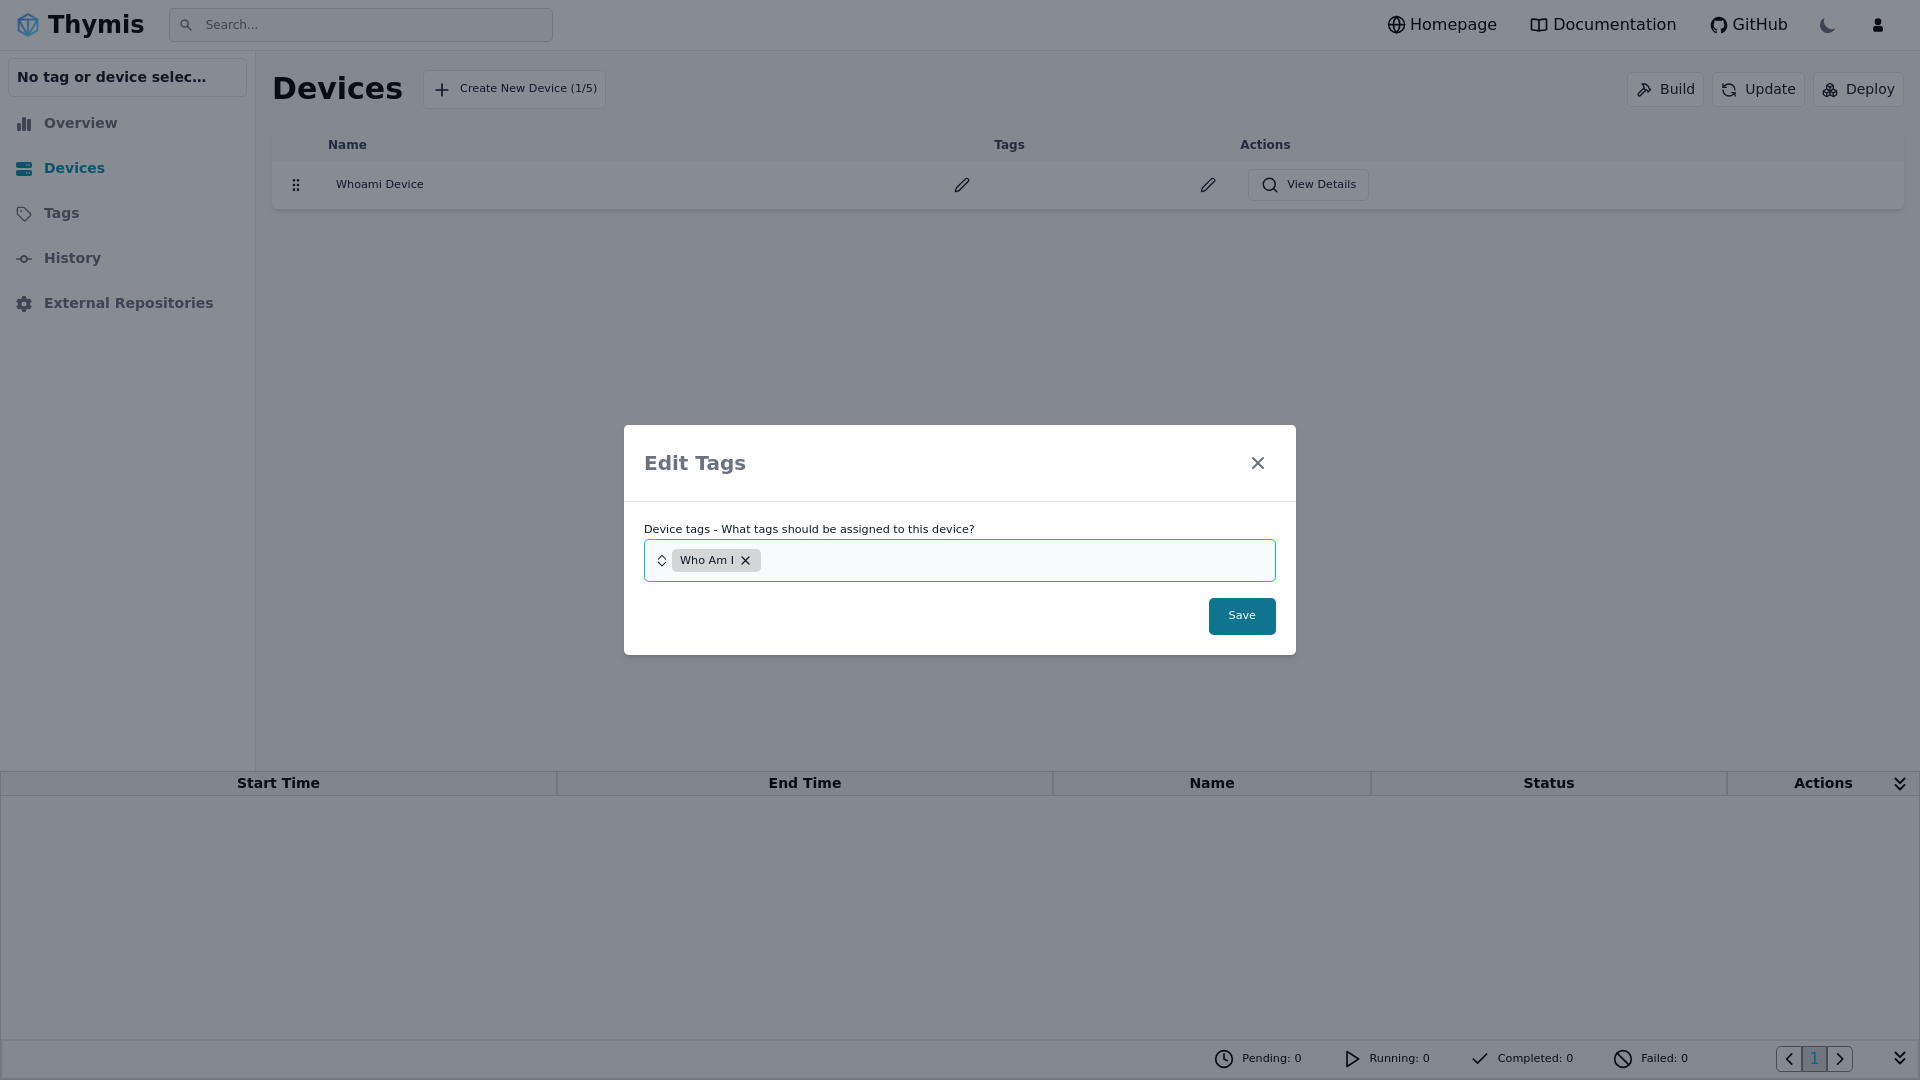 Thymis
Search...
Homepage
Documentation
GitHub
No tag or device selec...
Overview
Devices
Tags
History
External Repositories
Devices
Create New Device (1/5)
Build
Update
Deploy
Name
Tags
Actions
Whoami Device
View Details
Edit Tags
Device tags - What tags should be assigned to this device?
Who Am I
Save
Start Time
End Time
Name
Status
Actions
Pending: 0
Running: 0
Completed: 0
Failed: 0
1